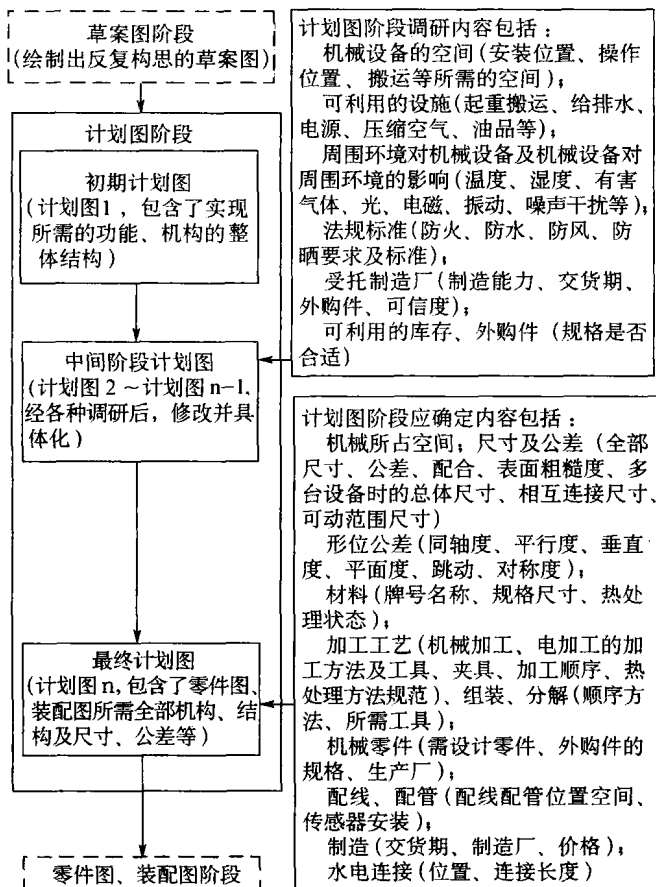 草案图阶段
(绘制出反复构思的草案图)
计划图阶段
初期计划图
(计划图1，包含了实现
所需的功能、机构的整
体结构)
中间阶段计划图
(计划图 2～计划图 n-1,
经各种调研后，修改并具
体化)
最终计划图
(计划图 n,包含了零件图、
装配图所需全部机构、结
构及尺寸、公差等)
零件图、装配图阶段
计划图阶段调研内容包括：
机械设备的空间(安装位置、操作
位置、搬运等所需的空间)；
可利用的设施(起重搬运、给排水、
电源、压缩空气、油品等)；
周围环境对机械设备及机械设备对
周围环境的影响(温度、湿度、有害
气体、光、电磁、振动、噪声干扰等)；
法规标准(防火、防水、防风、防
晒要求及标准)；
受托制造厂(制造能力、交货期、
外购件、可信度)；
可利用的库存、外购件 (规格是否
合适)
计划图阶段应确定内容包括：
机械所占空间；尺寸及公差 (全部
尺寸、公差、配合、表面粗糙度、多
台设备时的总体尺寸、相互连接尺寸、
可动范围尺寸)
形位公差(同轴度、平行度、垂直
度、平面度、跳动、对称度)；
材料(牌号名称、规格尺寸、热处
理状态)；
加工工艺(机械加工、电加工的加
工方法及工具、夹具、加工顺序、热
处理方法规范)、组装、分解(顺序方
法、所需工具)；
机械零件(需设计零件、外购件的
规格、生产厂)；
配线、配管(配线配管位置空间、
传感器安装)；
制造(交货期、制造厂、价格)；
水电连接(位置、连接长度)